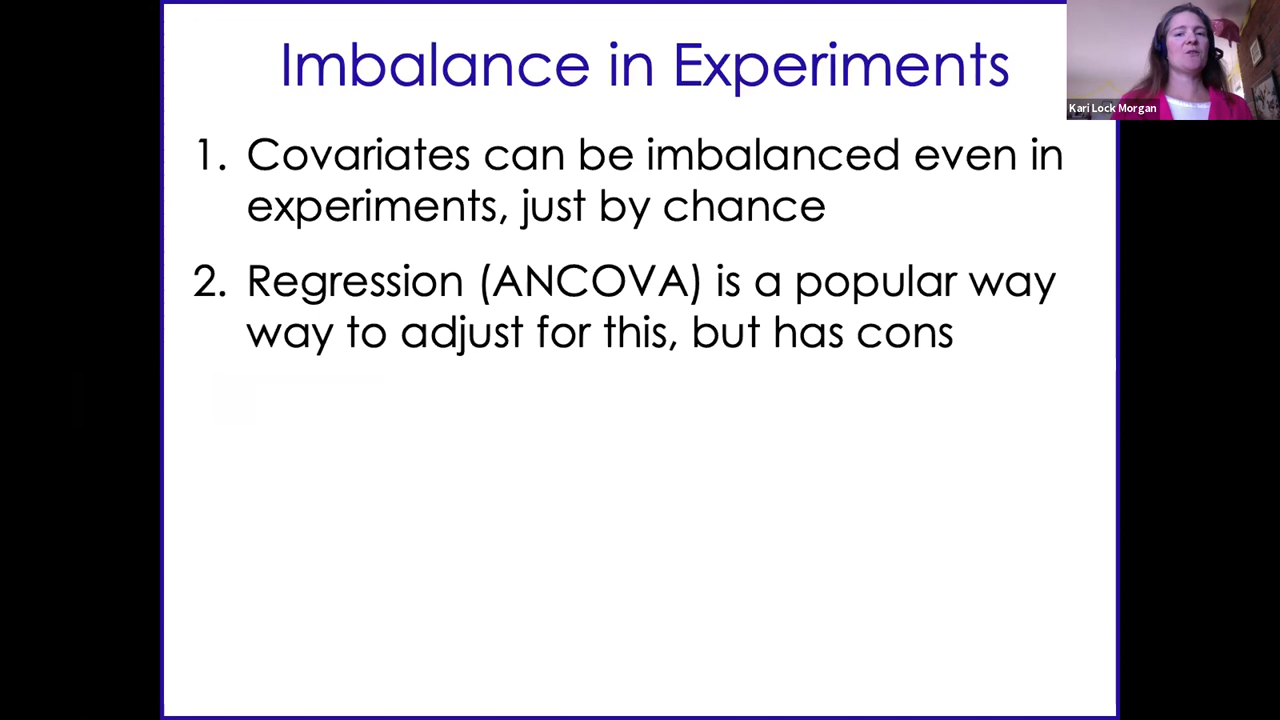 Imbalance in Experiments
Kari Lock Morgan
1. Covariates can be imbalanced even in
experiments, just by chance
2. Regression (ANCOVA) is a popular way
way to adjust for this, but has cons